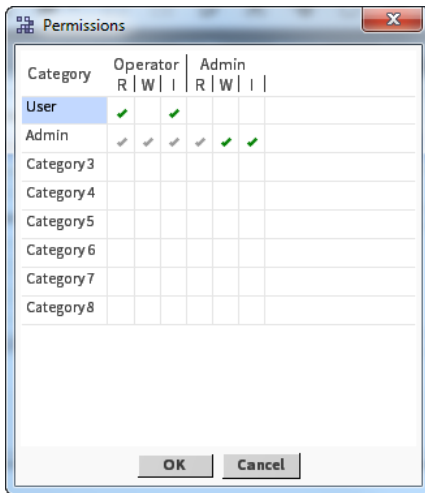 Permissions
Category Operator Admin
R W I R W I
User
Admin
Category3
Category4
Category5
Category6
Category7
Category8
OK Cancel